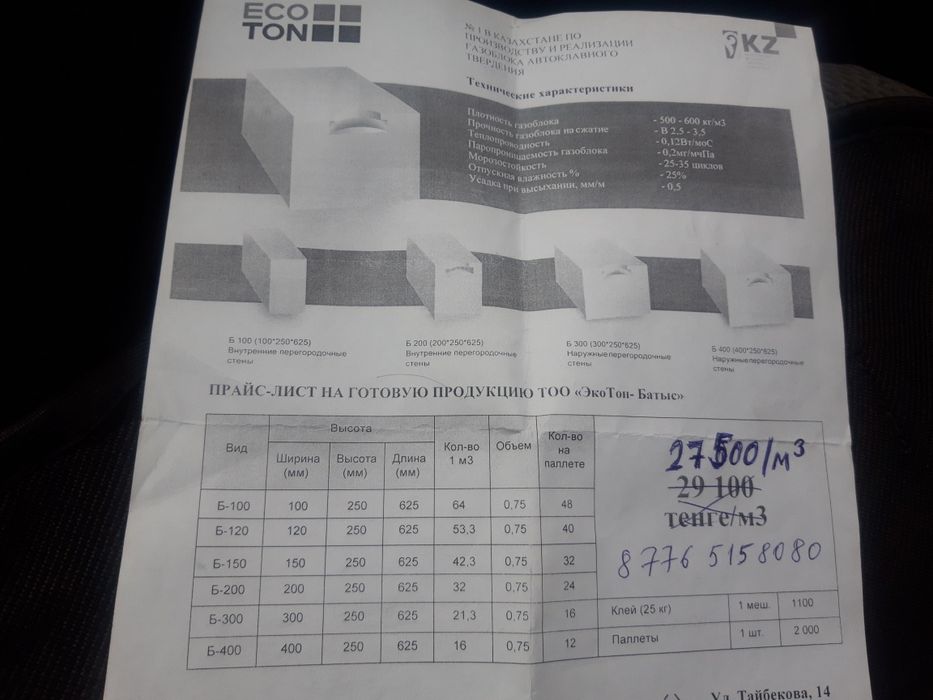 ECO
TON
№ 1 В КАЗАХСТАНЕ ПО
ПРОИЗВОДСТВУ И РЕАЛИЗАЦИИ
ГАЗОБЛОКА АВТОКЛАВНОГО
ТВЕРДЕНИЯ
KZ
Технические характеристики
Плотность газоблока - 500 - 600 кг/м3
Прочность газоблока на сжатие - В 2,5 - 3,5
Теплопроводность - 0,12Вт/моС
Паропроницаемость газоблока - 0,2мг/мчПа
Морозостойкость - 25-35 циклов
Отпускная влажность % - 25%
Усадка при высыхании, мм/м - 0,5
Б 100 (100*250*625)
Внутренние перегородочные
стены
Б 200 (200*250*625)
Внутренние перегородочные
стены
Б 300 (300*250*625)
Наружные перегородочные
стены
Б 400 (400*250*625)
Наружные перегородочные
стены
ПРАЙС-ЛИСТ НА ГОТОВУЮ ПРОДУКЦИЮ ТОО «ЭкоТон- Батыс»
Вид Высота Кол-во 1 м3 Объем Кол-во на паллете
Ширина (мм) Высота (мм) Длина (мм)
Б-100 100 250 625 64 0,75 48
Б-120 120 250 625 53,3 0,75 40
Б-150 150 250 625 42,3 0,75 32
Б-200 200 250 625 32 0,75 24
Б-300 300 250 625 21,3 0,75 16
Б-400 400 250 625 16 0,75 12
27500/м3
29 100
тенге/м3
8 776 5158080
Клей (25 кг) 1 меш. 1100
Паллеты 1 шт. 2 000
Ул. Тайбекова, 14